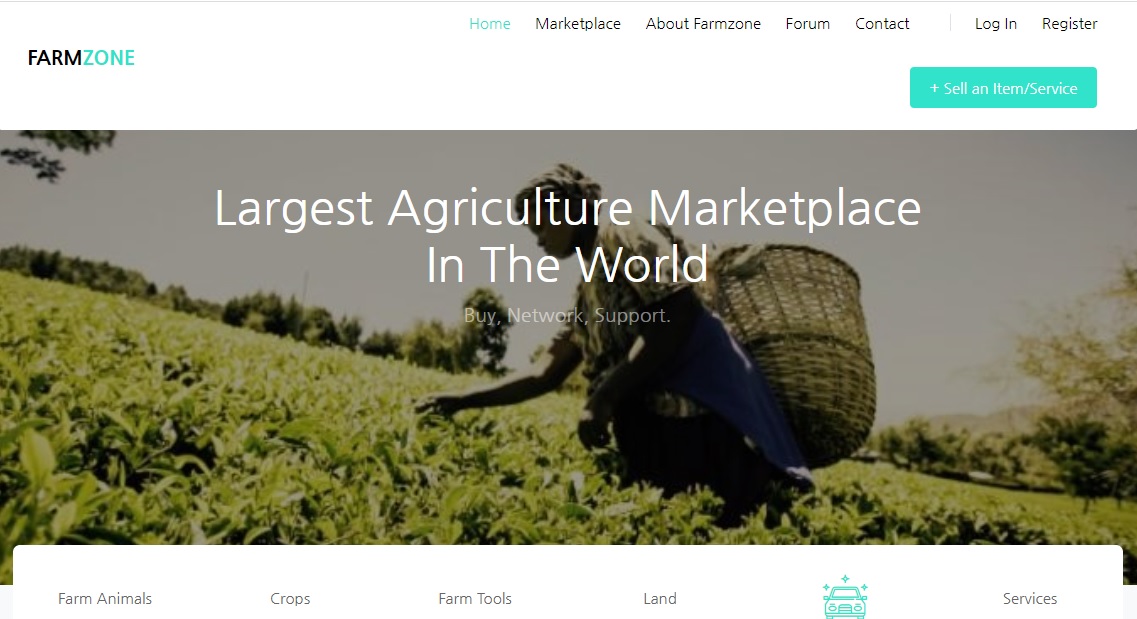 Home Marketplace About Farmzone Forum Contact Log In Register
FARMZONE
+ Sell an Item/Service
Largest Agriculture Marketplace
In The World
Buy, Network, Support.
Farm Animals Crops Farm Tools Land Services